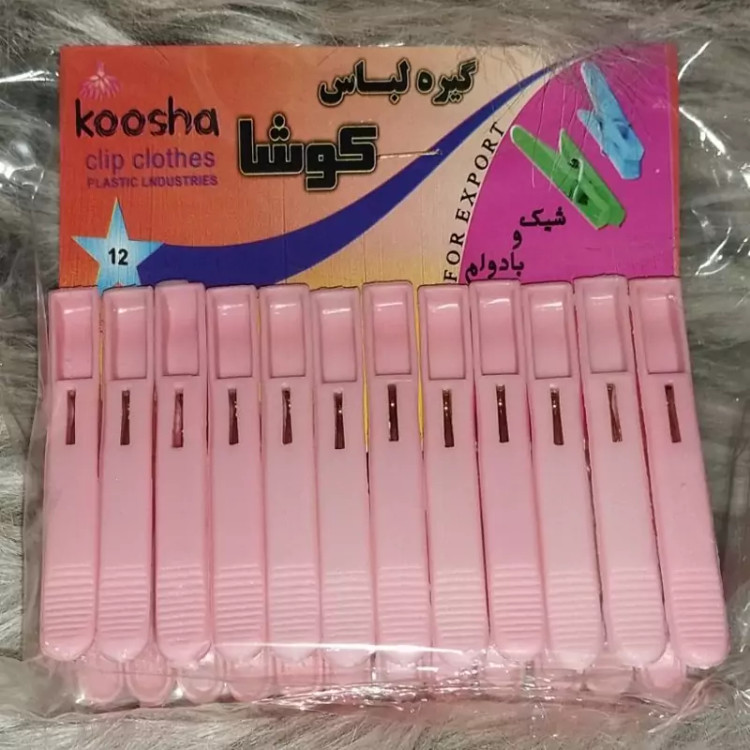 koosha
clip clothes
PLASTIC LNDUSTRIES
12
گیره لباس
کوشا
FOR EXPORT
شیک
و
بادوام